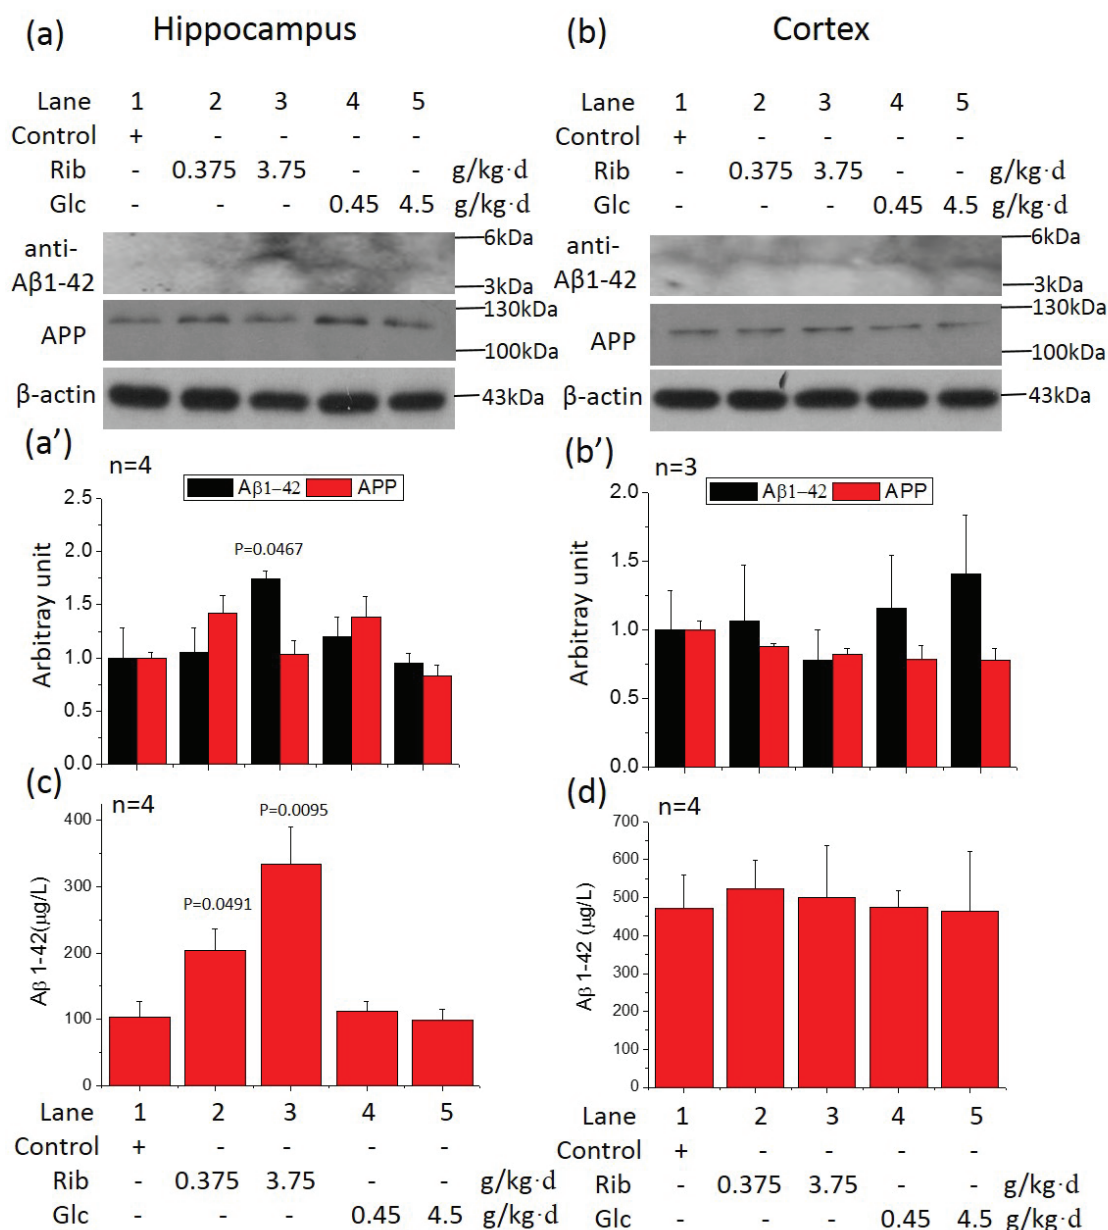 (a) Hippocampus
Lane 1 2 3 4 5
Control + - - - -
Rib - 0.375 3.75 - - g/kg·d
Glc - - - 0.45 4.5 g/kg·d
anti-
Aβ1-42
6kDa
3kDa
APP
130kDa
100kDa
β-actin
43kDa
(b) Cortex
Lane 1 2 3 4 5
Control + - - - -
Rib - 0.375 3.75 - - g/kg·d
Glc - - - 0.45 4.5 g/kg·d
anti-
Aβ1-42
6kDa
3kDa
APP
130kDa
100kDa
β-actin
43kDa
(a’)
n=4
Aβ1–42 APP
P=0.0467
Arbitray unit
2.5
2.0
1.5
1.0
0.5
0.0
(b’)
n=3
Aβ1–42 APP
Arbitray unit
2.0
1.5
1.0
0.5
0.0
(c)
n=4
P=0.0095
P=0.0491
Aβ 1-42(μg/L)
400
300
200
100
0
(d)
n=4
Aβ 1-42 (μg/L)
700
600
500
400
300
200
100
0
Lane 1 2 3 4 5
Control + - - - -
Rib - 0.375 3.75 - - g/kg·d
Glc - - - 0.45 4.5 g/kg·d
Lane 1 2 3 4 5
Control + - - - -
Rib - 0.375 3.75 - - g/kg·d
Glc - - - 0.45 4.5 g/kg·d